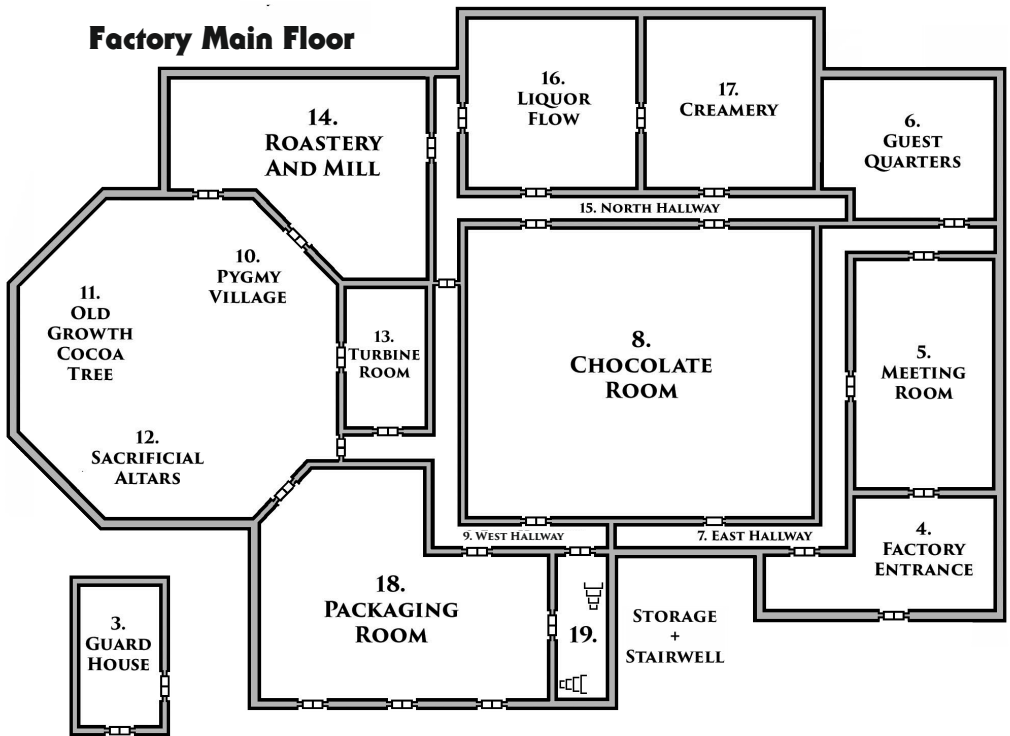 Factory Main Floor
16.
LIQUOR
FLOW
17.
CREAMERY
14.
ROASTERY
AND MILL
6.
GUEST
QUARTERS
15. NORTH HALLWAY
10.
PYGMY
VILLAGE
11.
OLD
GROWTH
COCOA
TREE
13.
TURBINE
ROOM
8.
CHOCOLATE
ROOM
5.
MEETING
ROOM
12.
SACRIFICIAL
ALTARS
9. WEST HALLWAY
7. EAST HALLWAY
4.
FACTORY
ENTRANCE
18.
PACKAGING
ROOM
19.
STORAGE
+
STAIRWELL
3.
GUARD
HOUSE